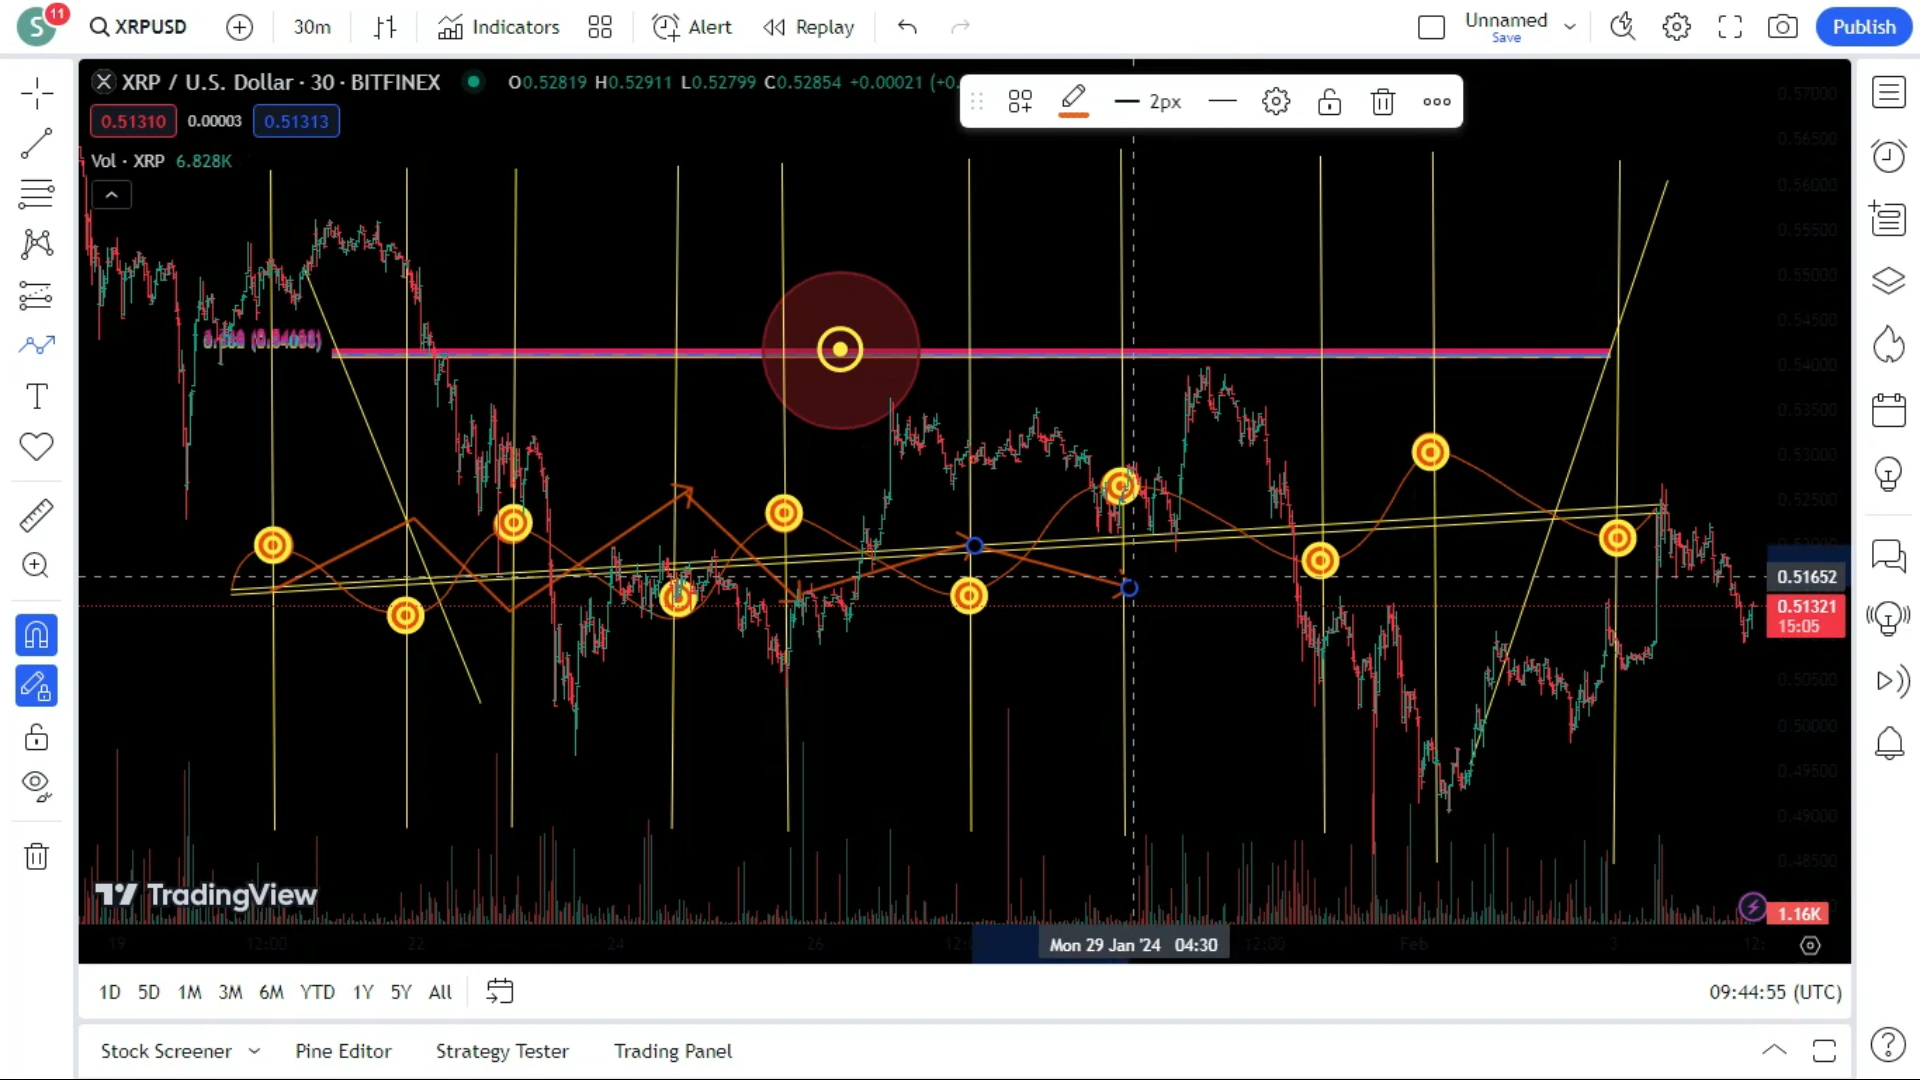 S 11 XRPUSD 30m Indicators Alert Replay Unnamed Save Publish
XRP / U.S. Dollar · 30 · BITFINEX O0.52819 H0.52911 L0.52799 C0.52854 +0.00021 (+0.
2px
0.51310 0.00003 0.51313
Vol · XRP 6.828K
0.57000
0.56500
0.56000
0.55500
0.55000
0.54500
0.54000
0.53500
0.53000
0.52500
0.51652
0.51321
15:05
0.50500
0.50000
0.49500
0.49000
0.48500
TradingView
1.16K
19 12:00 22 24 26 Mon 29 Jan '24 04:30 12:00 Feb 3 12:
1D 5D 1M 3M 6M YTD 1Y 5Y All 09:44:55 (UTC)
Stock Screener Pine Editor Strategy Tester Trading Panel